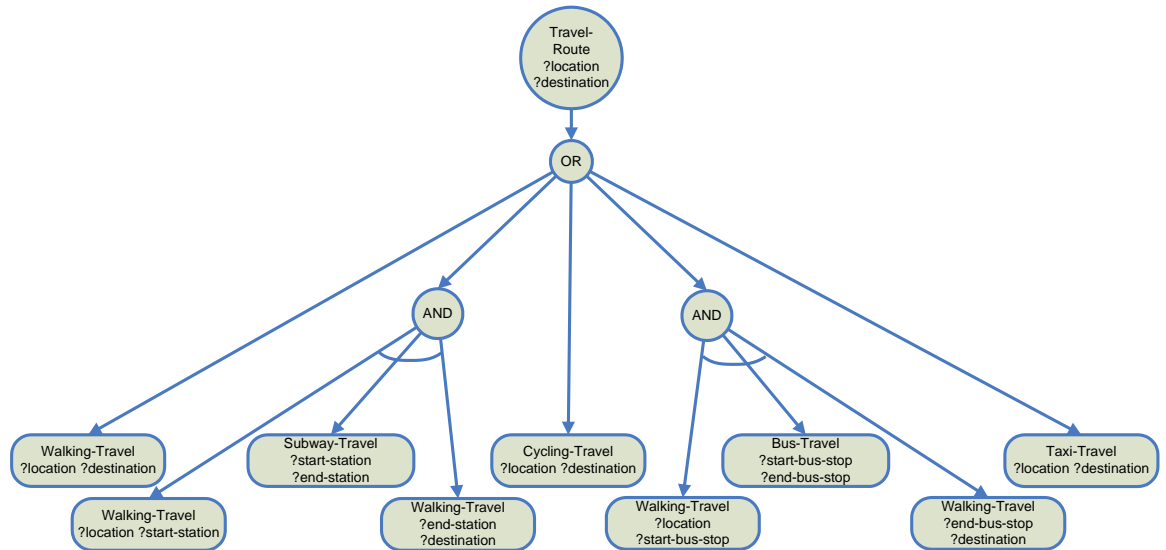 Travel-
Route
?location
?destination
OR
AND
AND
Walking-Travel
?location ?destination
Subway-Travel
?start-station
?end-station
Cycling-Travel
?location ?destination
Bus-Travel
?start-bus-stop
?end-bus-stop
Taxi-Travel
?location ?destination
Walking-Travel
?location ?start-station
Walking-Travel
?end-station
?destination
Walking-Travel
?location
?start-bus-stop
Walking-Travel
?end-bus-stop
?destination